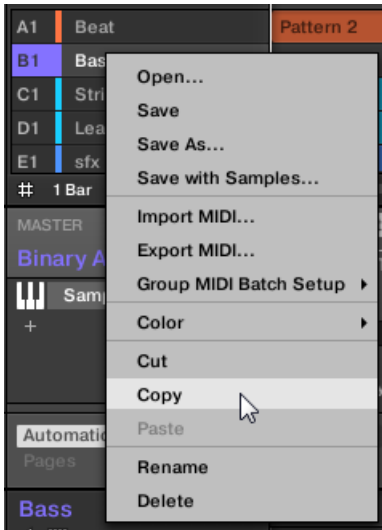 A1 Beat Pattern 2
B1 Bas
C1 Stri
D1 Lea
E1 sfx
1 Bar
MASTER
Binary A
Sam
+
Automatic
Pages
Bass
Open...
Save
Save As...
Save with Samples...
Import MIDI...
Export MIDI...
Group MIDI Batch Setup
Color
Cut
Copy
Paste
Rename
Delete